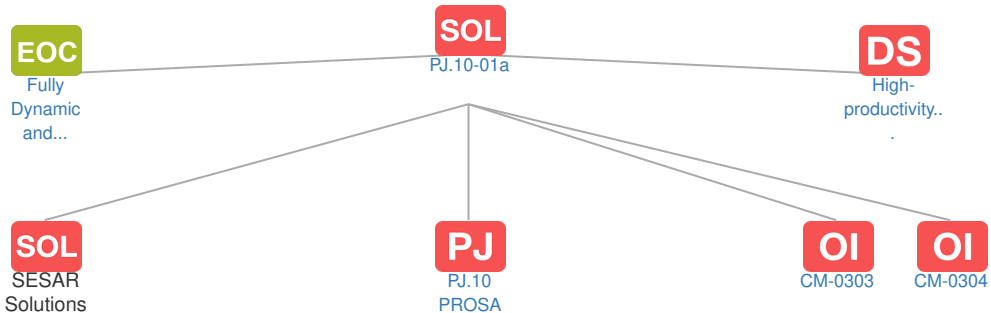 EOC
Fully
Dynamic
and...
SOL
PJ.10-01a
DS
High-
productivity..
.
SOL
SESAR
Solutions
PJ
PJ.10
PROSA
OI
CM-0303
OI
CM-0304